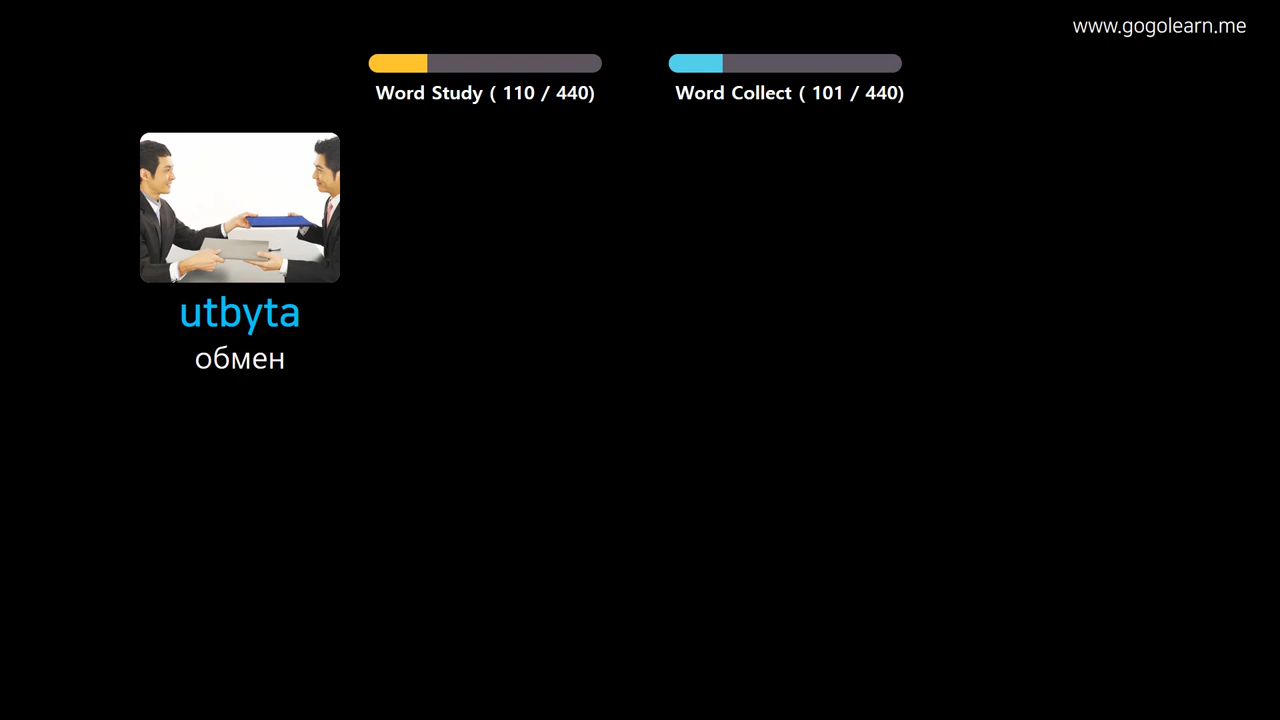 www.gogolearn.me
Word Study ( 110 / 440)
Word Collect ( 101 / 440)
utbyta
обмен